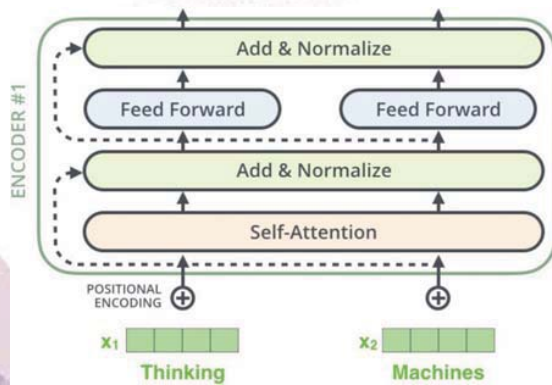 ENCODER #1
Add & Normalize
Feed Forward Feed Forward
Add & Normalize
Self-Attention
POSITIONAL
ENCODING
x1 x2
Thinking Machines